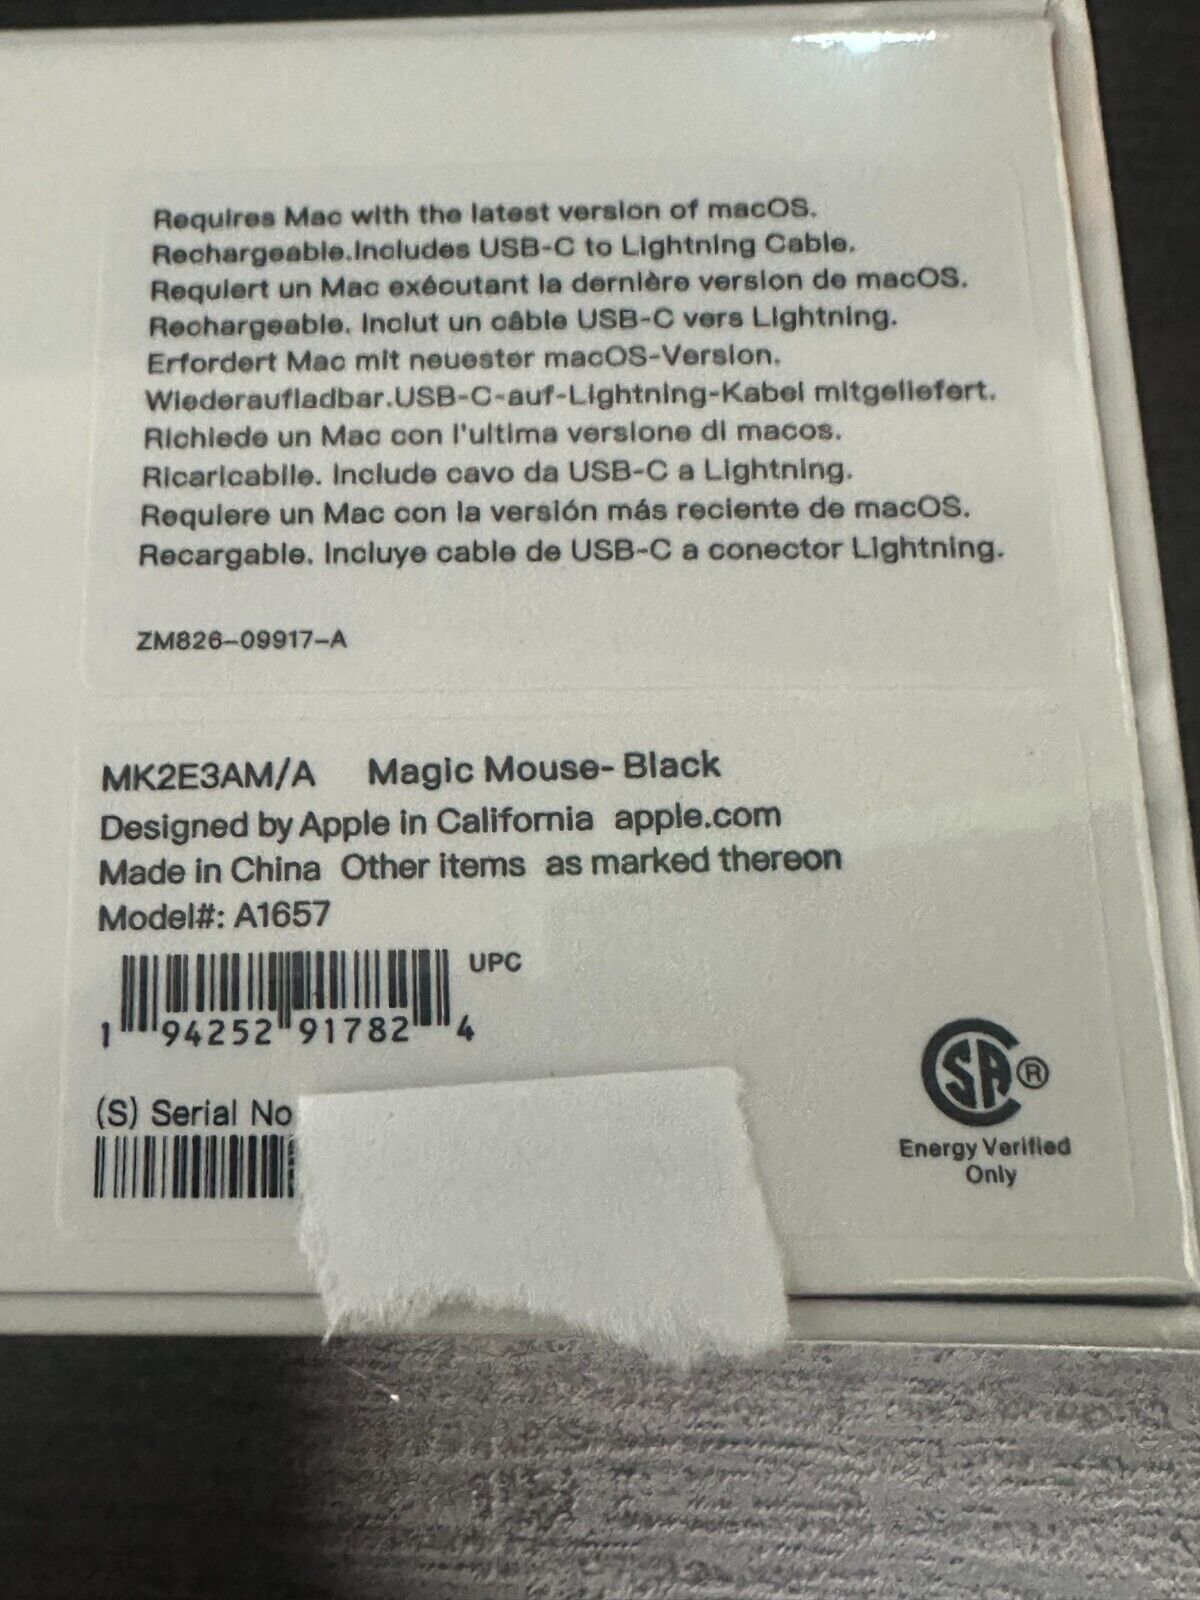 Requires Mac with the latest version of macOS.
Rechargeable.Includes USB-C to Lightning Cable.
Requiert un Mac exécutant la dernière version de macOS.
Rechargeable. Inclut un câble USB-C vers Lightning.
Erfordert Mac mit neuester macOS-Version.
Wiederaufladbar.USB-C-auf-Lightning-Kabel mitgeliefert.
Richiede un Mac con l'ultima versione di macos.
Ricaricabile. Include cavo da USB-C a Lightning.
Requiere un Mac con la versión más reciente de macOS.
Recargable. Incluye cable de USB-C a conector Lightning.
ZM826-09917-A
MK2E3AM/A Magic Mouse- Black
Designed by Apple in California apple.com
Made in China Other items as marked thereon
Model#: A1657
UPC
1 94252 91782 4
(S) Serial No
CSA®
Energy Verified
Only